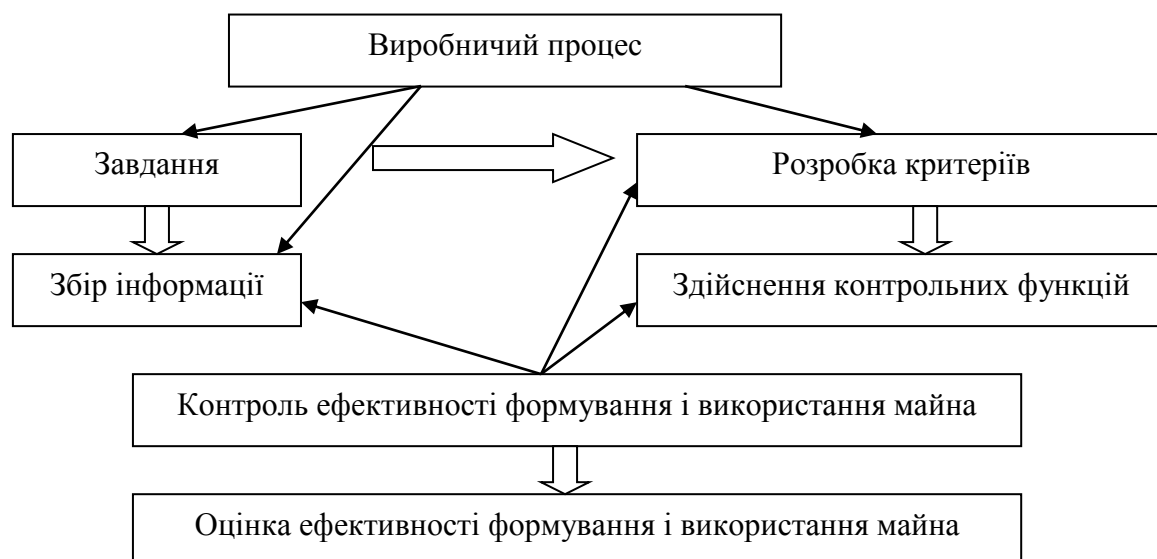 Виробничий процес
Завдання
Розробка критеріїв
Збір інформації
Здійснення контрольних функцій
Контроль ефективності формування і використання майна
Оцінка ефективності формування і використання майна